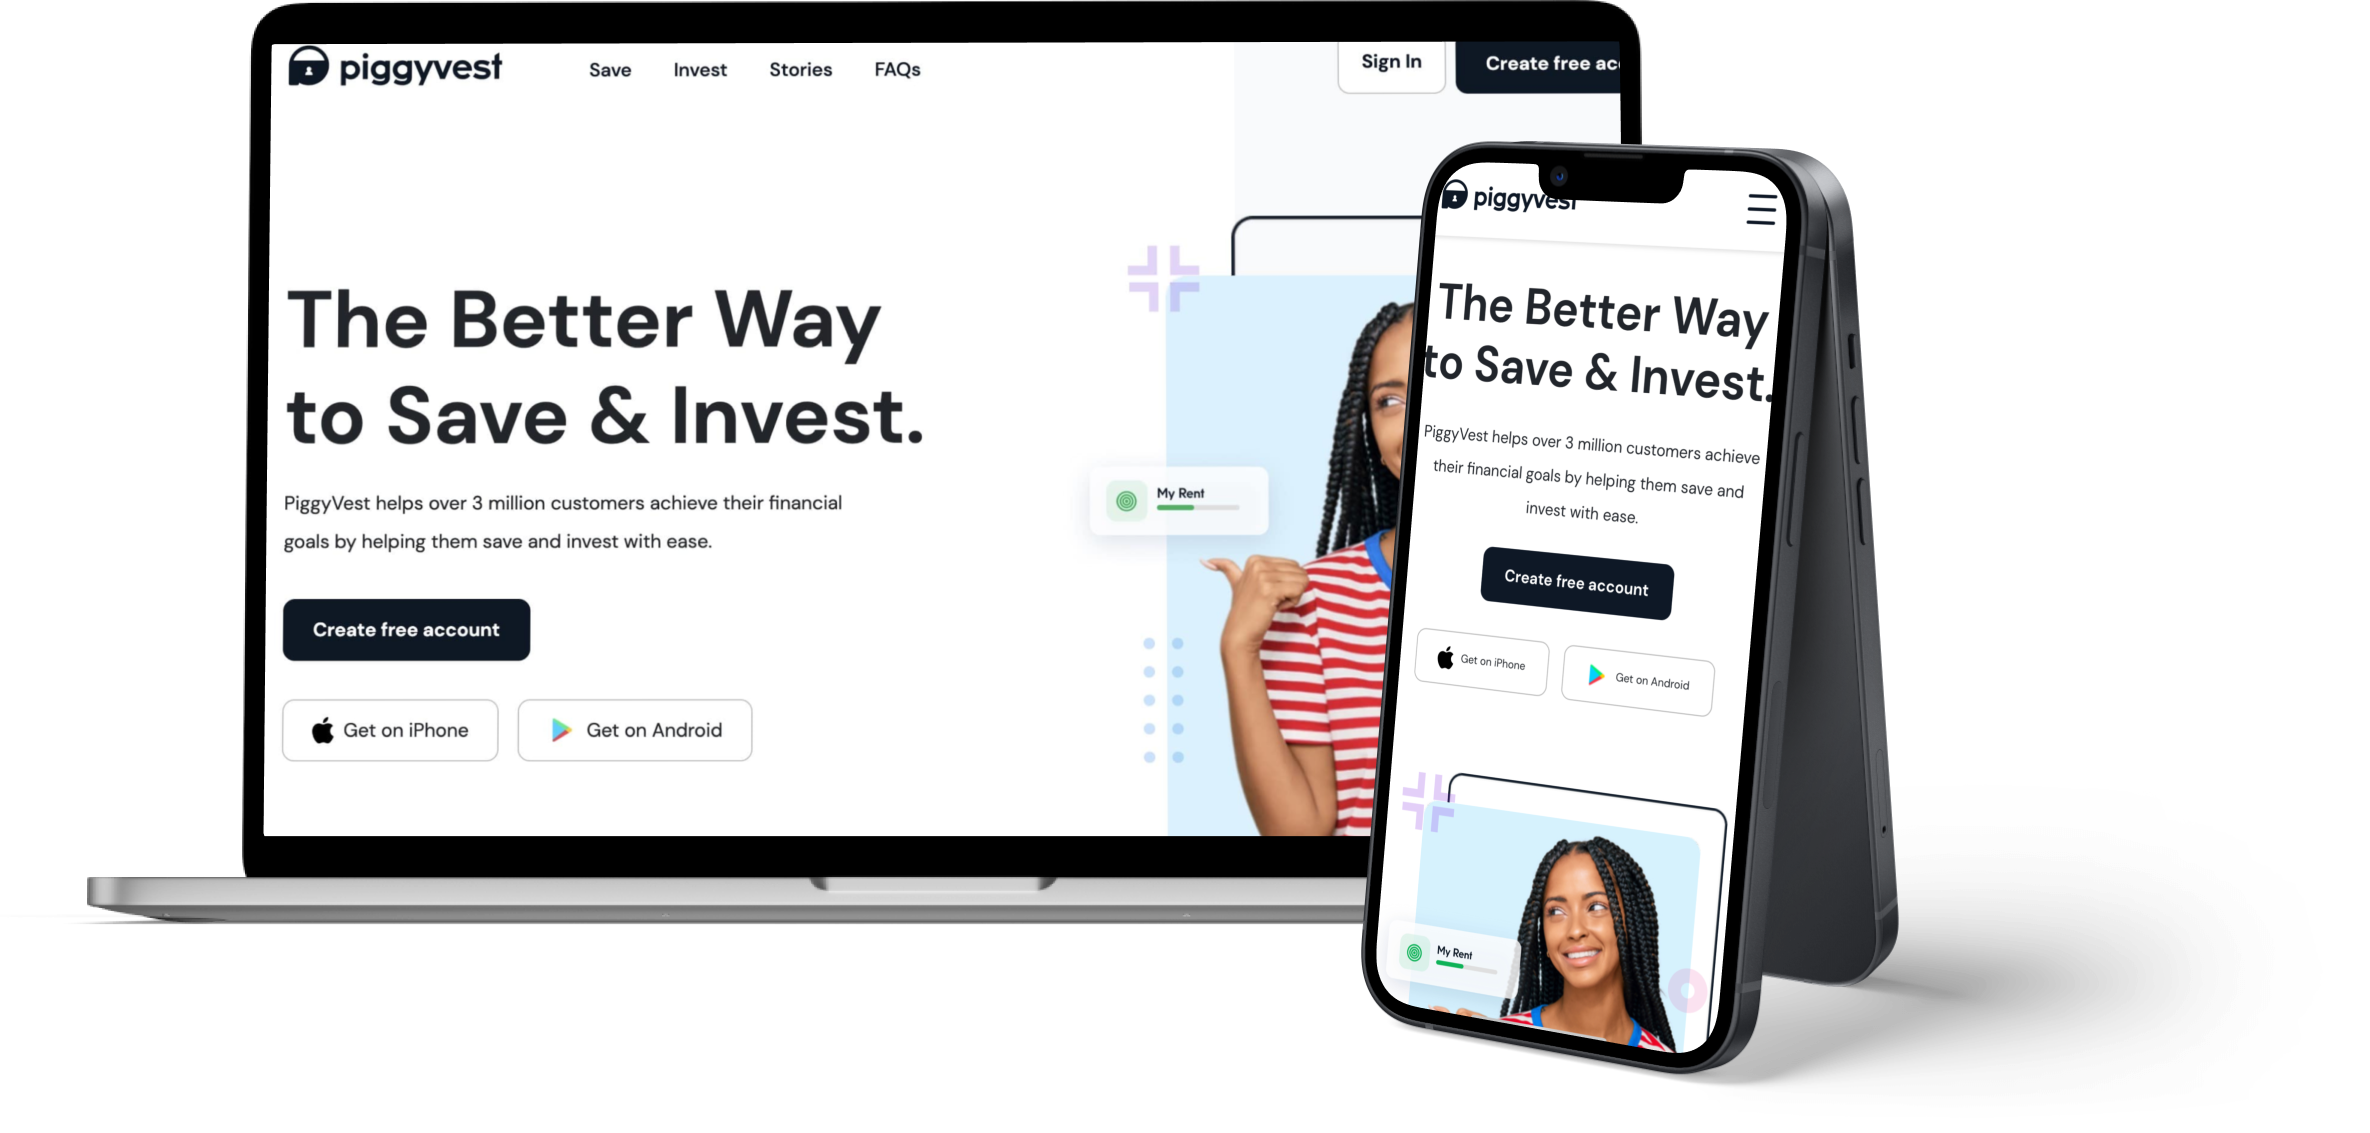 piggyvest
Save
Invest
Stories
FAQs
Sign In
Create free acc
The Better Way
to Save & Invest.
PiggyVest helps over 3 million customers achieve their financial
goals by helping them save and invest with ease.
Create free account
Get on iPhone
Get on Android
My Rent
piggyvest
The Better Way
to Save & Invest.
PiggyVest helps over 3 million customers achieve
their financial goals by helping them save and
invest with ease.
Create free account
Get on iPhone
Get on Android
My Rent